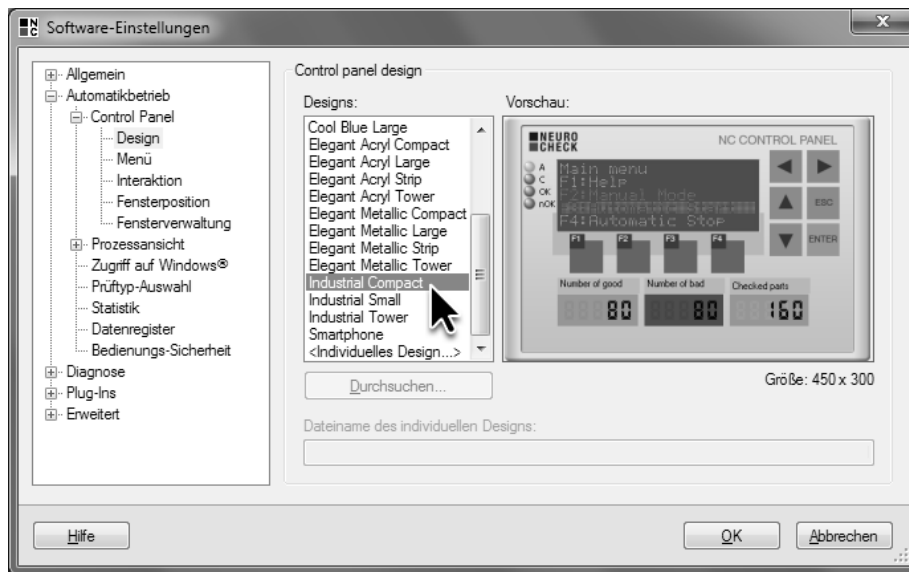 Software-Einstellungen
Allgemein
Automatikbetrieb
Control Panel
Design
Menü
Interaktion
Fensterposition
Fensterverwaltung
Prozessansicht
Zugriff auf Windows®
Prüftyp-Auswahl
Statistik
Datenregister
Bedienungs-Sicherheit
Diagnose
Plug-Ins
Erweitert
Control panel design
Designs:
Cool Blue Large
Elegant Acryl Compact
Elegant Acryl Large
Elegant Acryl Strip
Elegant Acryl Tower
Elegant Metallic Compact
Elegant Metallic Large
Elegant Metallic Strip
Elegant Metallic Tower
Industrial Compact
Industrial Small
Industrial Tower
Smartphone
<Individuelles Design...>
Durchsuchen...
Dateiname des individuellen Designs:
Vorschau:
NEURO
CHECK
NC CONTROL PANEL
A
C
OK
nOK
Main menu
F1:Help
F2:Manual Mode
F4:Automatic Stop
ESC
ENTER
F1 F2 F3 F4
Number of good Number of bad Checked parts
80 80 160
Größe: 450 x 300
Hilfe
OK
Abbrechen